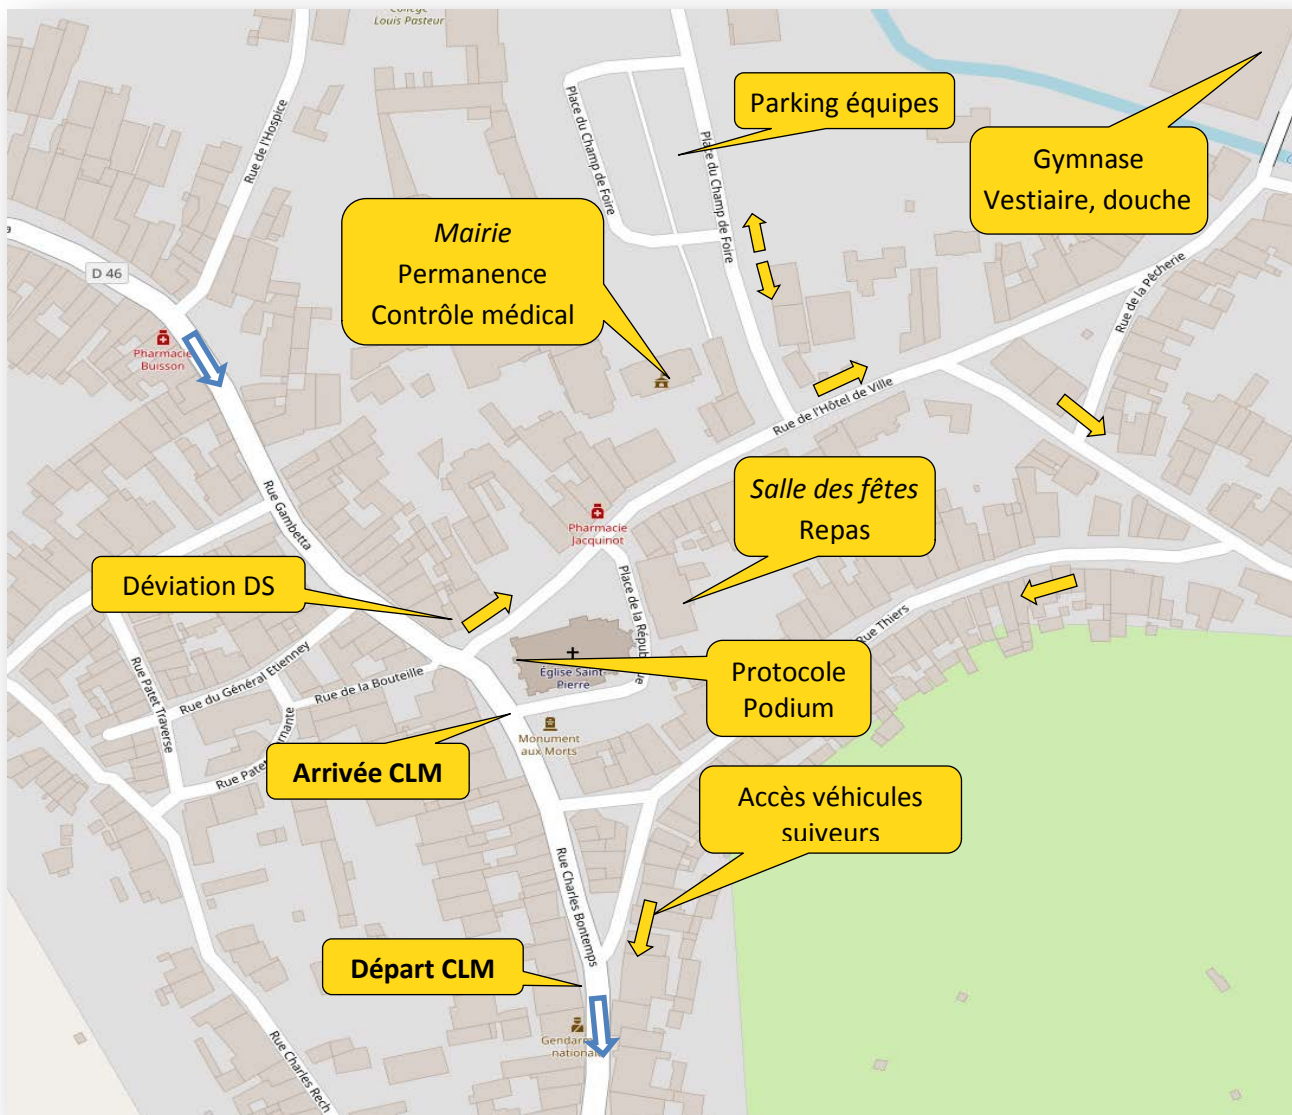 Collège
Louis Pasteur
Parking équipes
Gymnase
Vestiaire, douche
Place du Champ de Foire
Place du Champ de Foire
Rue de l'Hospice
Mairie
Permanence
Contrôle médical
D 46
Rue de la Pêcherie
Pharmacie
Buisson
Rue de l'Hôtel de Ville
Rue Gambetta
Salle des fêtes
Repas
Pharmacie
Jacquinot
Déviation DS
Place de la République
Rue Thiers
Église Saint-
Pierre
Protocole
Podium
Rue du Général Etienney
Rue de la Bouteille
Rue Patet Traverse
Monument
aux Morts
Arrivée CLM
Rue Patet
Accès véhicules
suiveurs
Rue Charles Bontemps
Départ CLM
Gendarmerie
nationale
Rue Charles Rech